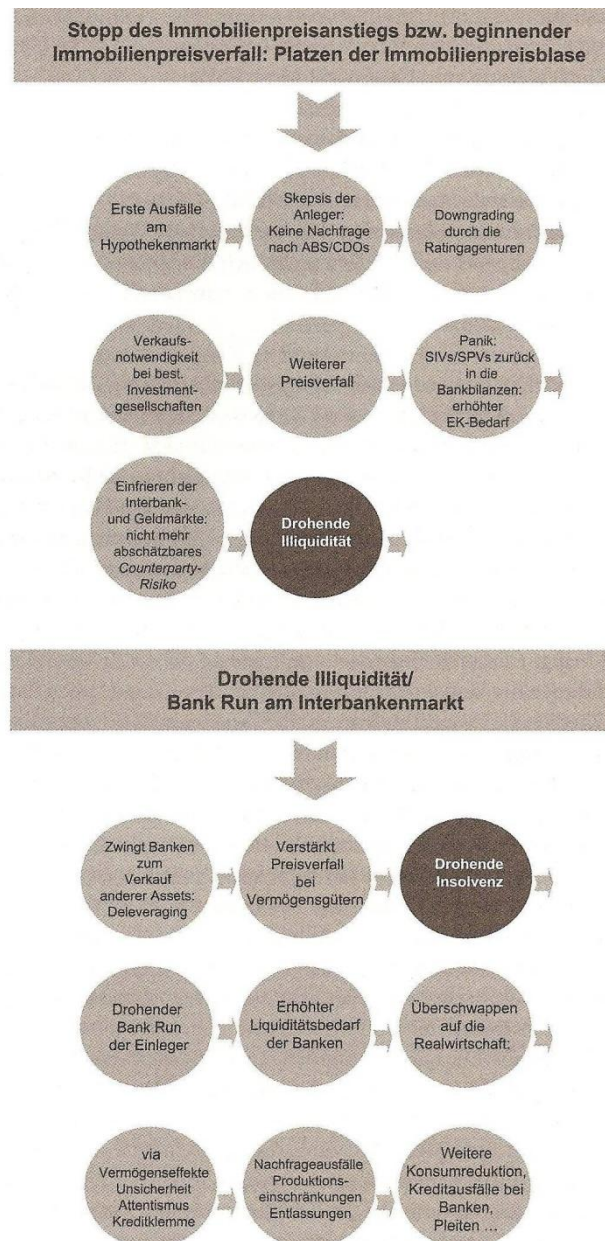 Stopp des Immobilienpreisanstiegs bzw. beginnender
Immobilienpreisverfall: Platzen der Immobilienpreisblase
Erste Ausfälle
am
Hypothekenmarkt
Skepsis der
Anleger:
Keine Nachfrage
nach ABS/CDOs
Downgrading
durch die
Ratingagenturen
Verkaufs-
notwendigkeit
bei best.
Investment-
gesellschaften
Weiterer
Preisverfall
Panik:
SIVs/SPVs zurück
in die
Bankbilanzen:
erhöhter
EK-Bedarf
Einfrieren der
Interbank-
und Geldmärkte:
nicht mehr
abschätzbares
Counterparty-
Risiko
Drohende
Illiquidität
Drohende Illiquidität/
Bank Run am Interbankenmarkt
Zwingt Banken
zum
Verkauf
anderer Assets:
Deleveraging
Verstärkt
Preisverfall
bei
Vermögensgütern
Drohende
Insolvenz
Drohender
Bank Run
der Einleger
Erhöhter
Liquiditätsbedarf
der Banken
Überschwappen
auf die
Realwirtschaft:
via
Vermögenseffekte
Unsicherheit
Attentismus
Kreditklemme
Nachfrageausfälle
Produktions-
einschränkungen
Entlassungen
Weitere
Konsumreduktion,
Kreditausfälle bei
Banken,
Pleiten ...